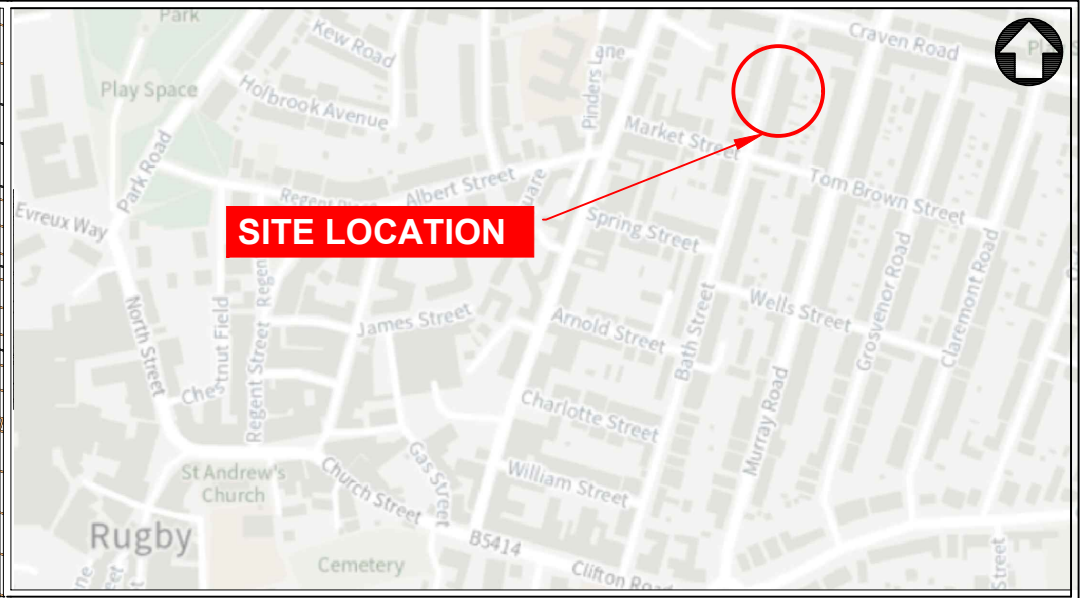 Park
Kew Road
Craven Road
Play Space
Holbrook Avenue
Pinders Lane
Market Street
Park Road
Albert Street
Tom Brown Street
Regent
Evreux Way
SITE LOCATION
Spring Street
North Street
Chestnut Field
Regent Street
James Street
Arnold Street
Bath Street
Wells Street
Grosvenor Road
Claremont Road
Charlotte Street
Murray Road
St Andrew's
Church
Church Street
Gas Street
William Street
Rugby
Cemetery
B5414
Clifton Roa
Street